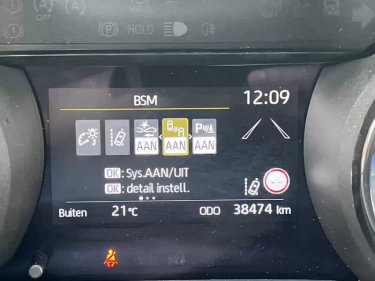 HOLD
BSM 12:09
AAN AAN AAN
OK : Sys.AAN/UIT
OK : detail instell.
Buiten 21°C ODO 38474 km